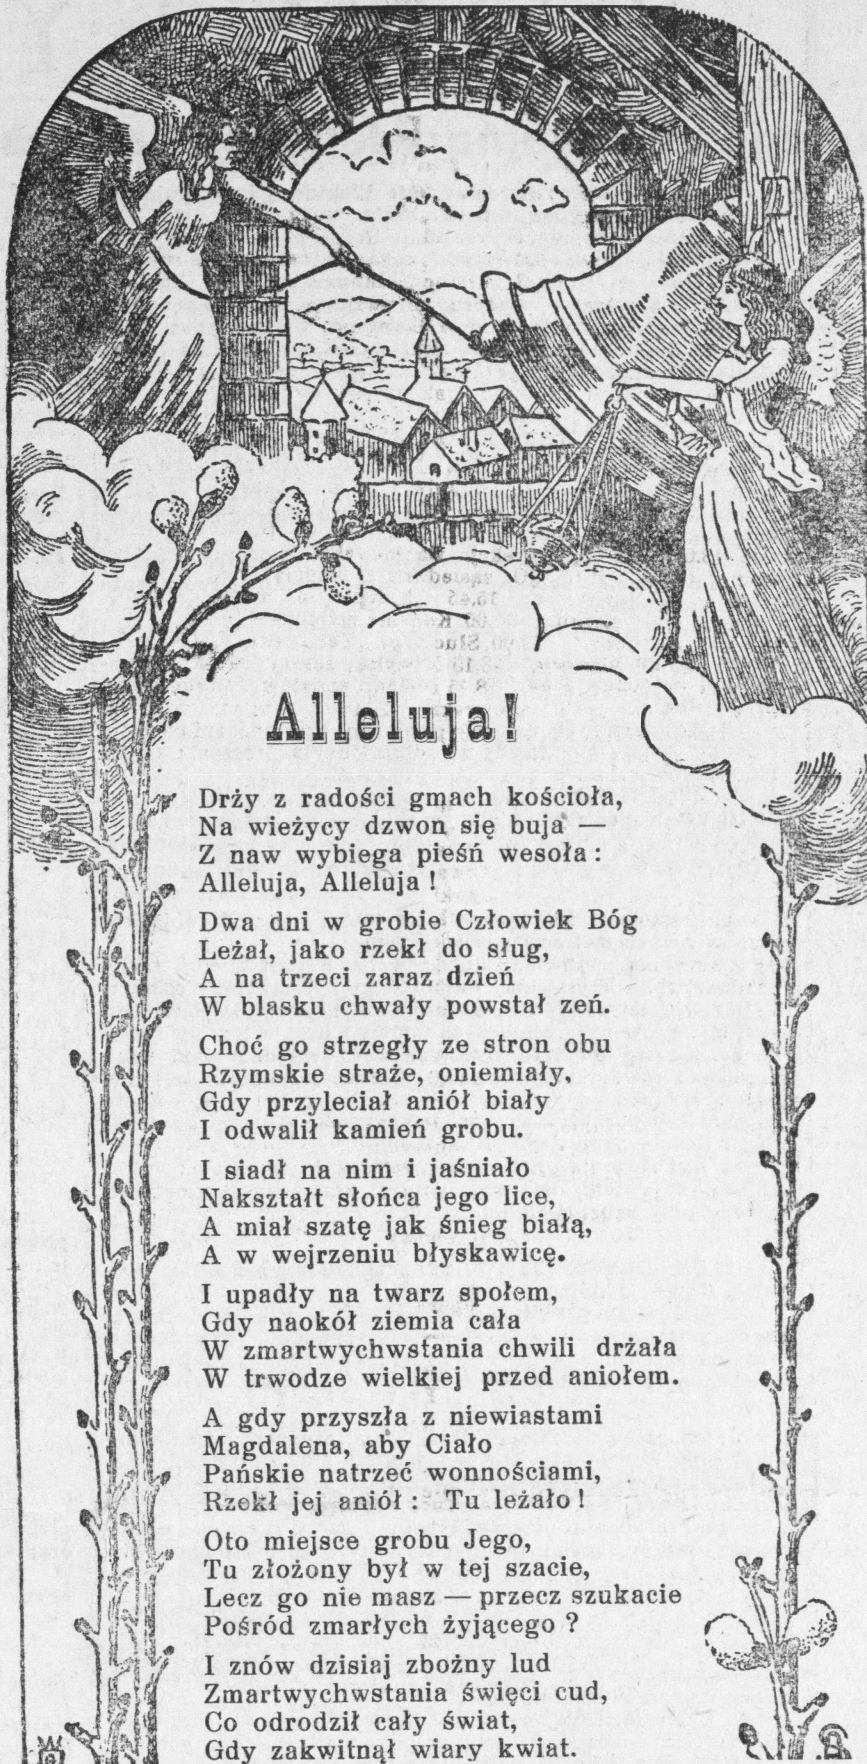 Alleluja!
Drży z radości gmach kościoła,
Na wieżycy dzwon się buja —
Z naw wybiega pieśń wesoła:
Alleluja, Alleluja!
Dwa dni w grobie Człowiek Bóg
Leżał, jako rzekł do sług,
A na trzeci zaraz dzień
W blasku chwały powstał zeń.
Choć go strzegły ze stron obu
Rzymskie straże, oniemiały,
Gdy przyleciał aniół biały
I odwalił kamień grobu.
I siadł na nim i jaśniało
Nakształt słońca jego lice,
A miał szatę jak śnieg białą,
A w wejrzeniu błyskawicę.
I upadły na twarz społem,
Gdy naokół ziemia cała
W zmartwychwstania chwili drżała
W trwodze wielkiej przed aniołem.
A gdy przyszła z niewiastami
Magdalena, aby Ciało
Pańskie natrzeć wonnościami,
Rzekł jej aniół: Tu leżało!
Oto miejsce grobu Jego,
Tu złożony był w tej szacie,
Lecz go nie masz — przecz szukacie
Pośród zmarłych żyjącego?
I znów dzisiaj zbożny lud
Zmartwychwstania święci cud,
Co odrodził cały świat,
Gdy zakwitnął wiary kwiat.